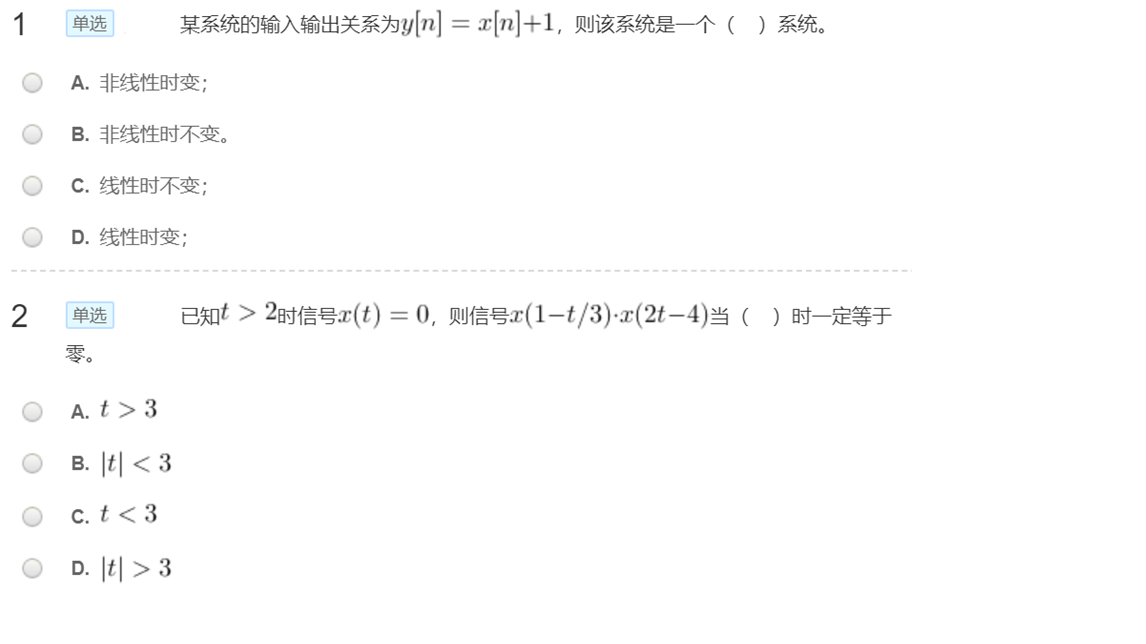 1 单选 某系统的输入输出关系为y[n] = x[n]+1，则该系统是一个（ ）系统。
A. 非线性时变；
B. 非线性时不变。
C. 线性时不变；
D. 线性时变；
2 单选 已知t > 2时信号x(t) = 0，则信号x(1−t/3)·x(2t−4)当（ ）时一定等于
零。
A. t > 3
B. |t| < 3
C. t < 3
D. |t| > 3